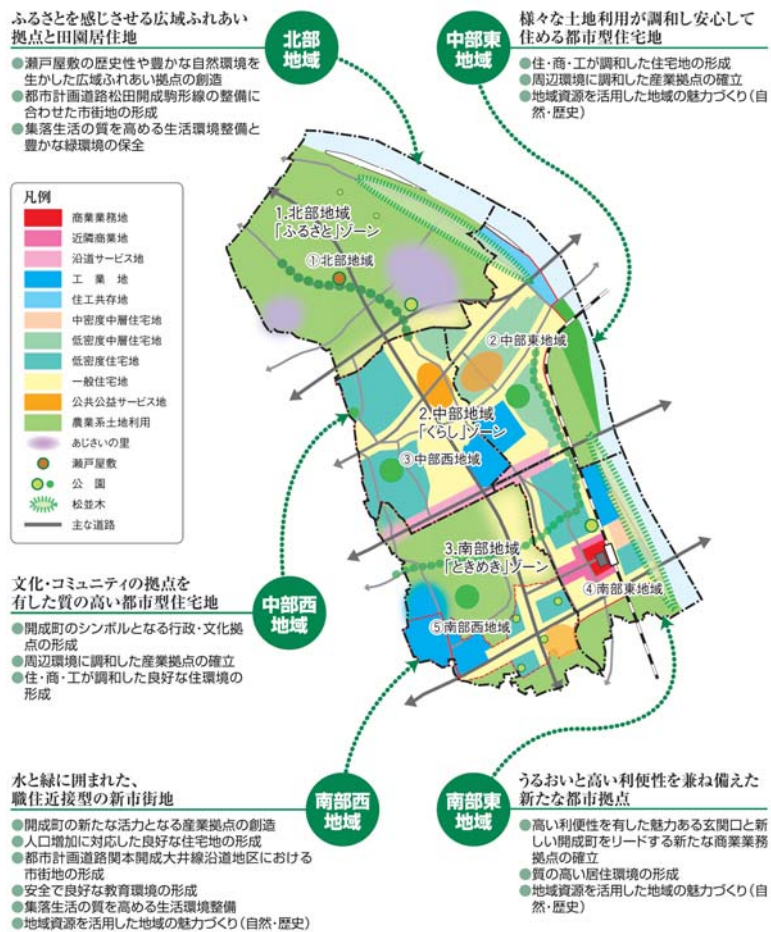 ふるさとを感じさせる広域ふれあい
拠点と田園居住地
●瀬戸屋敷の歴史性や豊かな自然環境を
生かした広域ふれあい拠点の創造
●都市計画道路松田開成駒形線の整備に
合わせた市街地の形成
●集落生活の質を高める生活環境整備と
豊かな緑環境の保全
北部
地域
中部東
地域
様々な土地利用が調和し安心して
住める都市型住宅地
●住・商・工が調和した住宅地の形成
●周辺環境に調和した産業拠点の確立
●地域資源を活用した地域の魅力づくり(自
然・歴史)
凡例
商業業務地
近隣商業地
沿道サービス地
工業地
住工共存地
中密度中層住宅地
低密度中層住宅地
低密度住宅地
一般住宅地
公共公益サービス地
農業系土地利用
あじさいの里
瀬戸屋敷
公園
松並木
主な道路
1.北部地域
「ふるさと」ゾーン
①北部地域
②中部東地域
2.中部地域
「くらし」ゾーン
③中部西地域
3.南部地域
「ときめき」ゾーン
④南部東地域
⑤南部西地域
文化・コミュニティの拠点を
有した質の高い都市型住宅地
●開成町のシンボルとなる行政・文化拠
点の形成
●周辺環境に調和した産業拠点の確立
●住・商・工が調和した良好な住環境の
形成
中部西
地域
水と緑に囲まれた、
職住近接型の新市街地
●開成町の新たな活力となる産業拠点の創造
●人口増加に対応した良好な住宅地の形成
●都市計画道路関本開成大井線沿道地区における
市街地の形成
●安全で良好な教育環境の形成
●集落生活の質を高める生活環境整備
●地域資源を活用した地域の魅力づくり(自然・歴史)
南部西
地域
南部東
地域
うるおいと高い利便性を兼ね備えた
新たな都市拠点
●高い利便性を有した魅力ある玄関口と新
しい開成町をリードする新たな商業業務
拠点の確立
●質の高い居住環境の形成
●地域資源を活用した地域の魅力づくり(自
然・歴史)